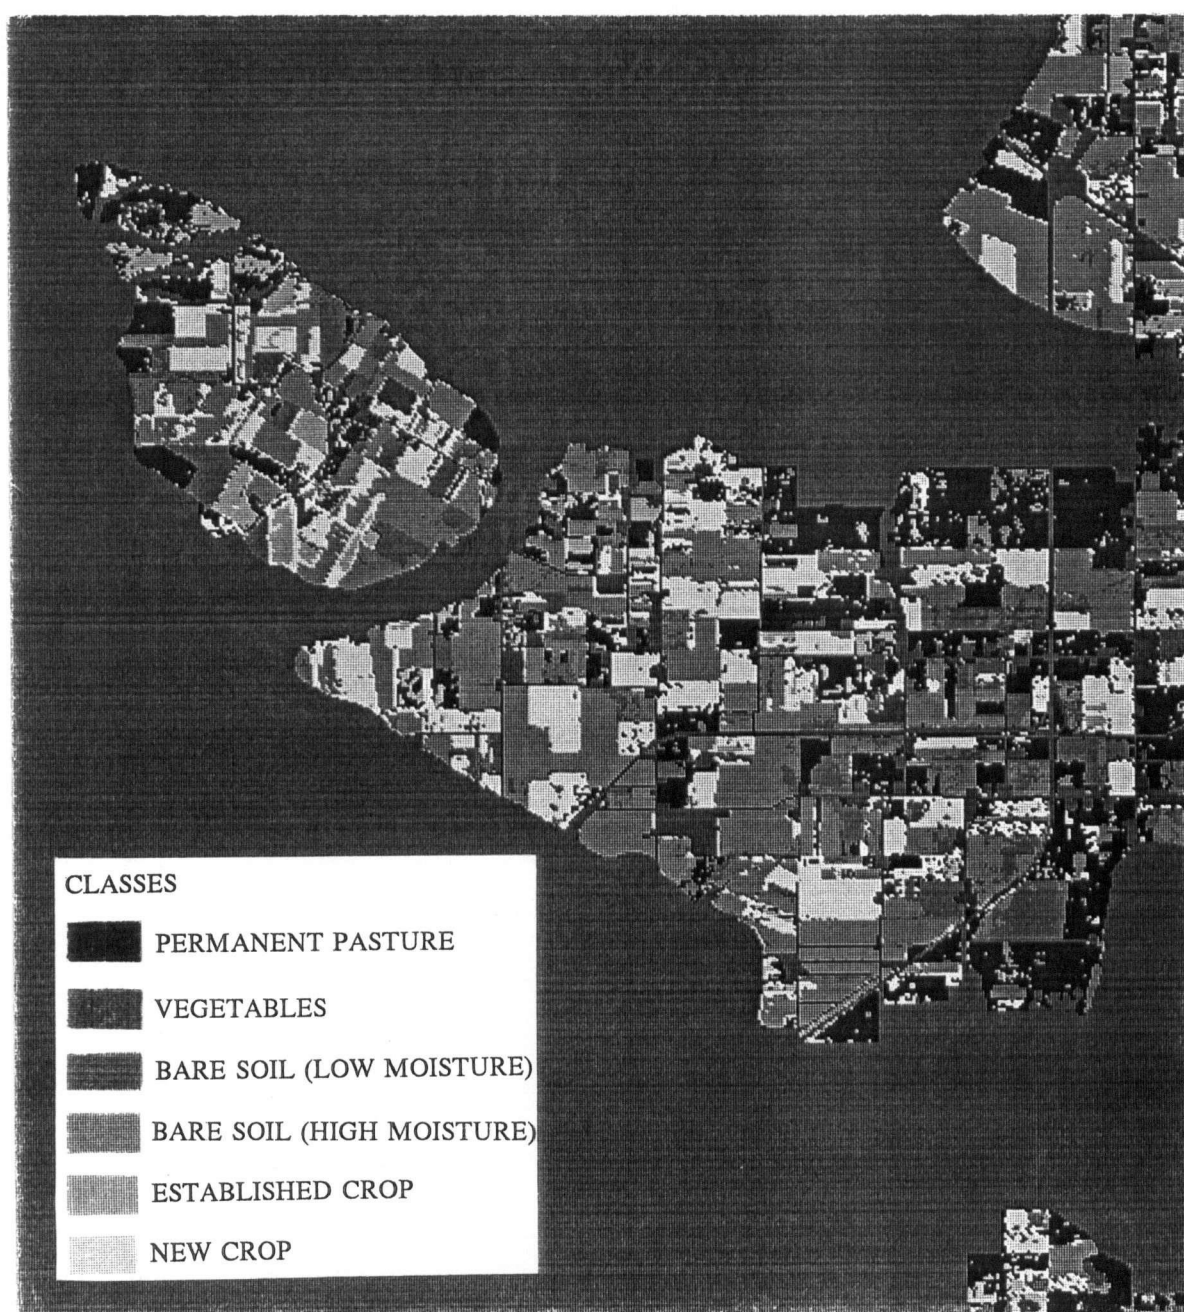 CLASSES
PERMANENT PASTURE
VEGETABLES
BARE SOIL (LOW MOISTURE)
BARE SOIL (HIGH MOISTURE)
ESTABLISHED CROP
NEW CROP